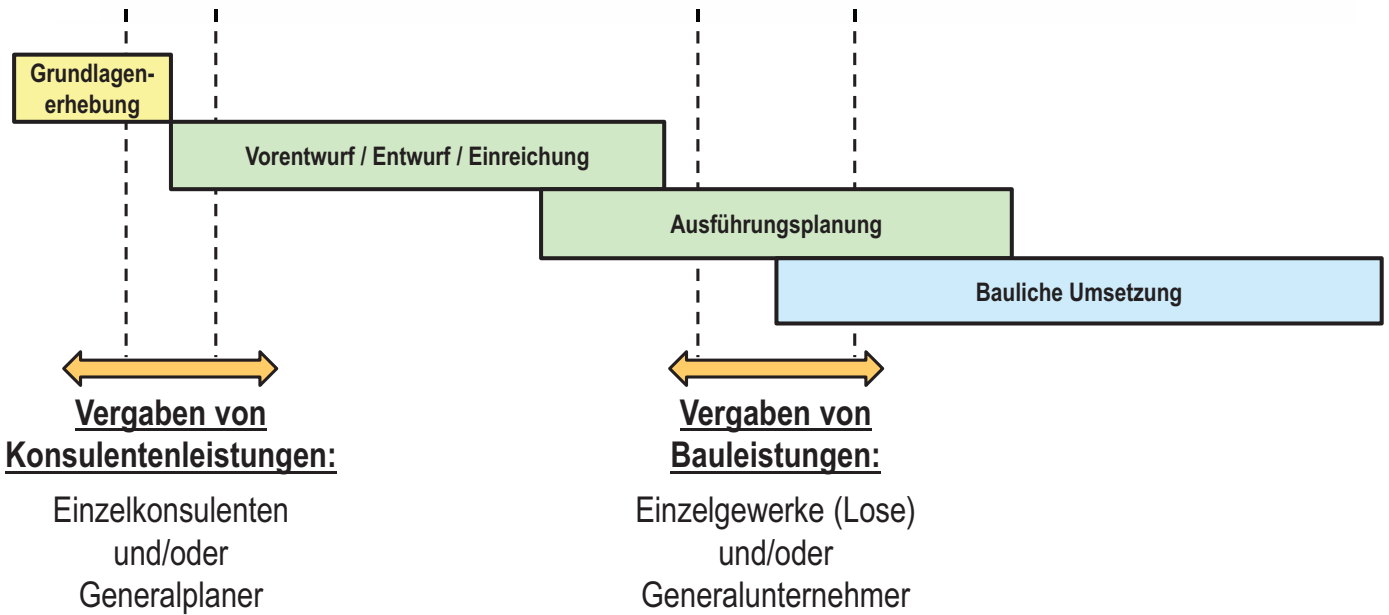 Grundlagen-
erhebung
Vorentwurf / Entwurf / Einreichung
Ausführungsplanung
Bauliche Umsetzung
Vergaben von
Konsulentenleistungen:
Einzelkonsulenten
und/oder
Generalplaner
Vergaben von
Bauleistungen:
Einzelgewerke (Lose)
und/oder
Generalunternehmer